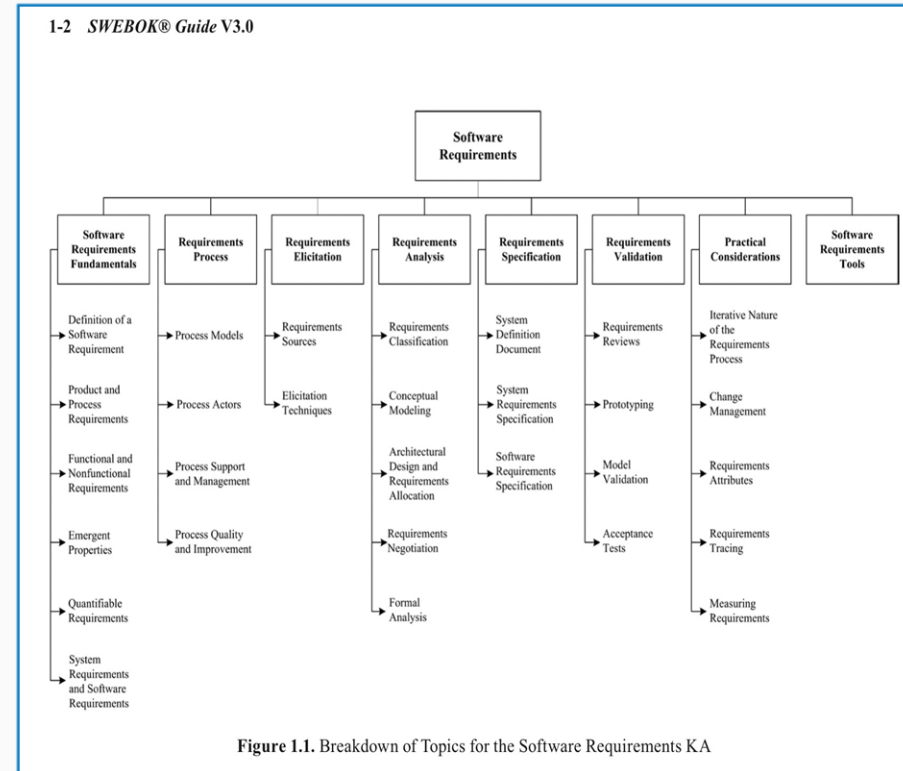 1-2 SWEBOK® Guide V3.0
Software
Requirements
Software
Requirements
Fundamentals
Definition of a
Software
Requirement
Product and
Process
Requirements
Functional and
Nonfunctional
Requirements
Emergent
Properties
Quantifiable
Requirements
System
Requirements
and Software
Requirements
Requirements
Process
Process Models
Process Actors
Process Support
and Management
Process Quality
and Improvement
Requirements
Elicitation
Requirements
Sources
Elicitation
Techniques
Requirements
Analysis
Requirements
Classification
Conceptual
Modeling
Architectural
Design and
Requirements
Allocation
Requirements
Negotiation
Formal
Analysis
Requirements
Specification
System
Definition
Document
System
Requirements
Specification
Software
Requirements
Specification
Requirements
Validation
Requirements
Reviews
Prototyping
Model
Validation
Acceptance
Tests
Practical
Considerations
Iterative Nature
of the
Requirements
Process
Change
Management
Requirements
Attributes
Requirements
Tracing
Measuring
Requirements
Software
Requirements
Tools
Figure 1.1. Breakdown of Topics for the Software Requirements KA